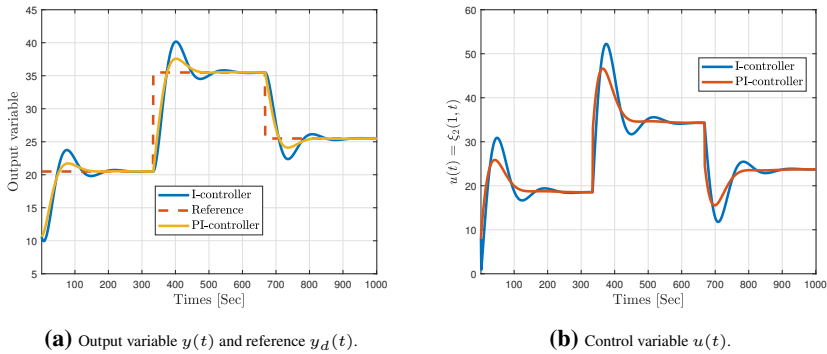 45
40
35
30
25
20
15
10
5
100 200 300 400 500 600 700 800 900 1000
Output variable
Times [Sec]
I-controller
Reference
PI-controller
(a) Output variable y(t) and reference y_d(t).
60
50
40
30
20
10
0
0 100 200 300 400 500 600 700 800 900 1000
u(t) = ξ₂(1, t)
Times [Sec]
I-controller
PI-controller
(b) Control variable u(t).